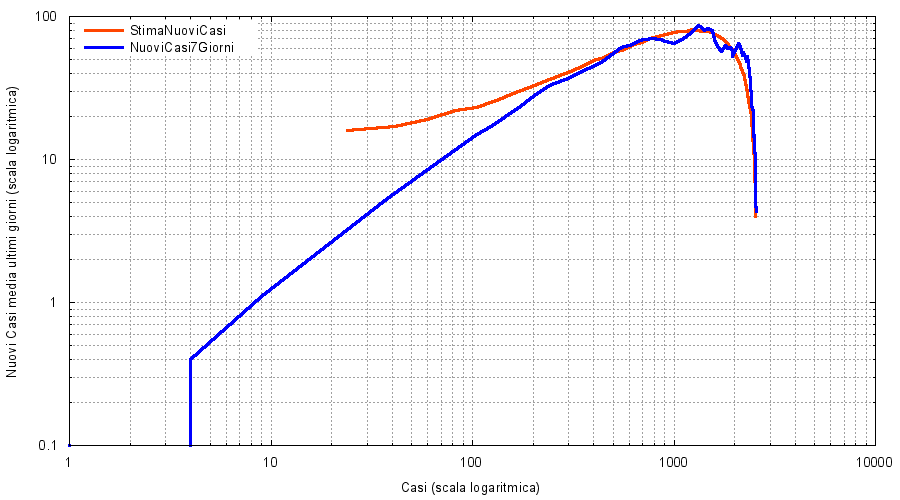 100
StimaNuoviCasi
NuoviCasi7Giorni
10
1
0.1
Nuovi Casi media ultimi giorni (scala logaritmica)
1 10 100 1000 10000
Casi (scala logaritmica)